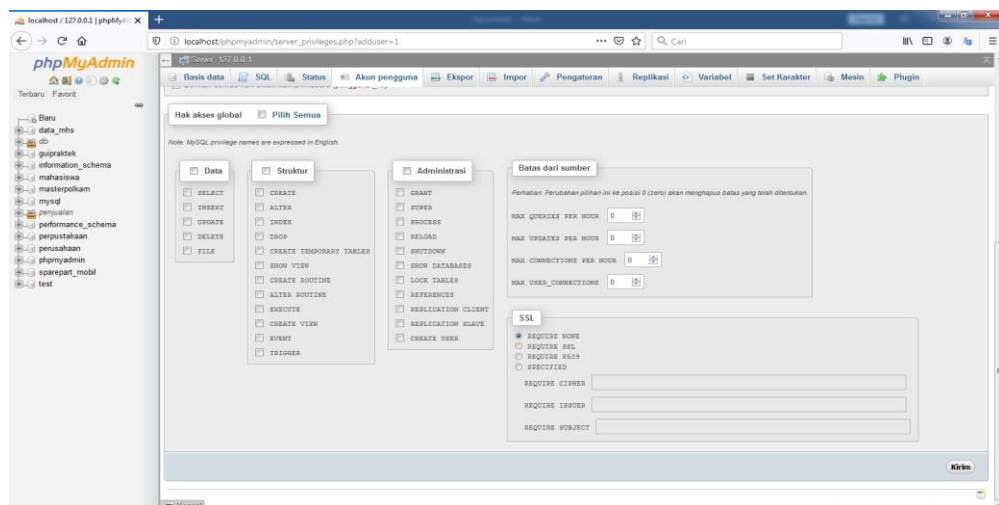 localhost / 127.0.0.1 | phpMyA
localhost/phpmyadmin/server_privileges.php?adduser=1
Cari
phpMyAdmin
Terbaru Favorit
Baru
data_mhs
db
guipraktek
information_schema
mahasiswa
masterpolkam
mysql
penjualan
performance_schema
perpustakaan
perusahaan
phpmyadmin
sparepart_mobil
test
Server: 127.0.0.1
Basis data SQL Status Akun pengguna Ekspor Impor Pengaturan Replikasi Variabel Set Karakter Mesin Plugin
Hak akses global Pilih Semua
Note: MySQL privilege names are expressed in English.
Data
SELECT
INSERT
UPDATE
DELETE
FILE
Struktur
CREATE
ALTER
INDEX
DROP
CREATE TEMPORARY TABLES
SHOW VIEW
CREATE ROUTINE
ALTER ROUTINE
EXECUTE
CREATE VIEW
EVENT
TRIGGER
Administrasi
GRANT
SUPER
PROCESS
RELOAD
SHUTDOWN
SHOW DATABASES
LOCK TABLES
REFERENCES
REPLICATION CLIENT
REPLICATION SLAVE
CREATE USER
Batas dari sumber
Perhatian: Perubahan pilihan ini ke posisi 0 (zero) akan menghapus batas yang telah ditentukan.
MAX QUERIES PER HOUR 0
MAX UPDATES PER HOUR 0
MAX CONNECTIONS PER HOUR 0
MAX USER_CONNECTIONS 0
SSL
REQUIRE NONE
REQUIRE SSL
REQUIRE X509
SPECIFIED
REQUIRE CIPHER
REQUIRE ISSUER
REQUIRE SUBJECT
Kirim